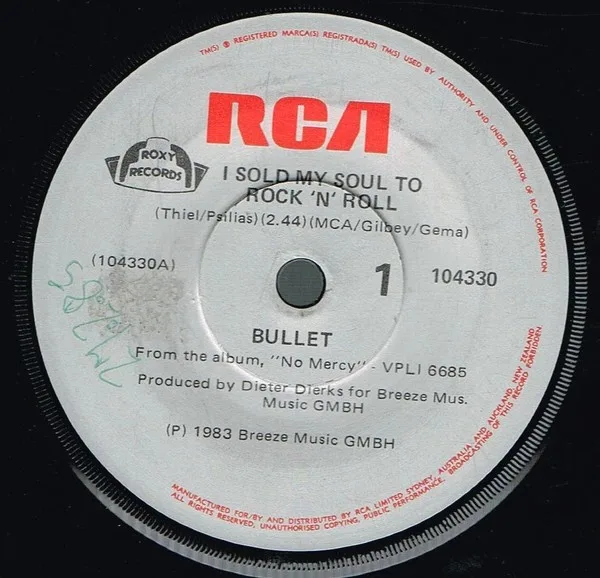 TM(S) ® REGISTERED MARCA(S) REGISTRADA(S) TM(S) USED BY AUTHORITY AND UNDER CONTROL OF RCA CORPORATION
RCA
ROXY
RECORDS
I SOLD MY SOUL TO
ROCK 'N' ROLL
(Thiel/Psilias)(2.44)(MCA/Gilbey/Gema)
(104330A)
1
104330
BULLET
From the album, "No Mercy" - VPLI 6685
Produced by Dieter Dierks for Breeze Mus.
Music GMBH
(P) 1983 Breeze Music GMBH
MANUFACTURED FOR/BY AND DISTRIBUTED BY RCA LIMITED SYDNEY, AUSTRALIA, AND AUCKLAND, NEW ZEALAND
ALL RIGHTS RESERVED, UNAUTHORISED COPYING, PUBLIC PERFORMANCE, BROADCASTING OF THIS RECORD FORBIDDEN